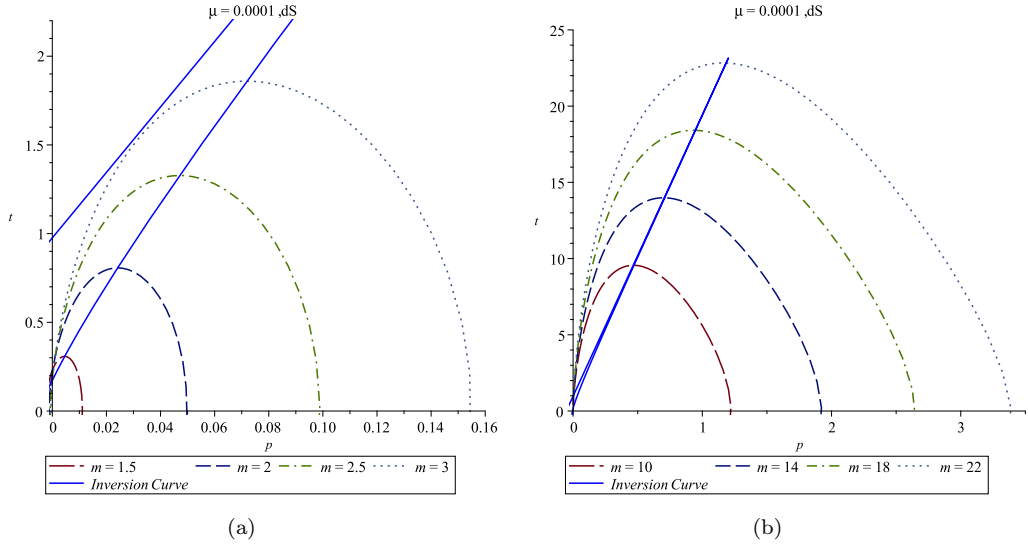 μ = 0.0001 ,dS
2
1.5
t
1
0.5
0
0
0.02
0.04
0.06
0.08
0.10
0.12
0.14
0.16
p
m = 1.5
m = 2
m = 2.5
m = 3
Inversion Curve
(a)
μ = 0.0001 ,dS
25
20
15
t
10
5
0
0
1
2
3
p
m = 10
m = 14
m = 18
m = 22
Inversion Curve
(b)